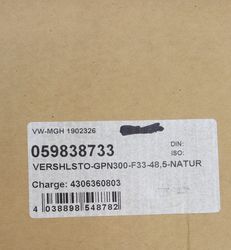 VW-MGH 1902326
059838733
DIN:
ISO:
VERSHLSTO-GPN300-F33-48,5-NATUR
Charge: 4306360803
4 038898 548782